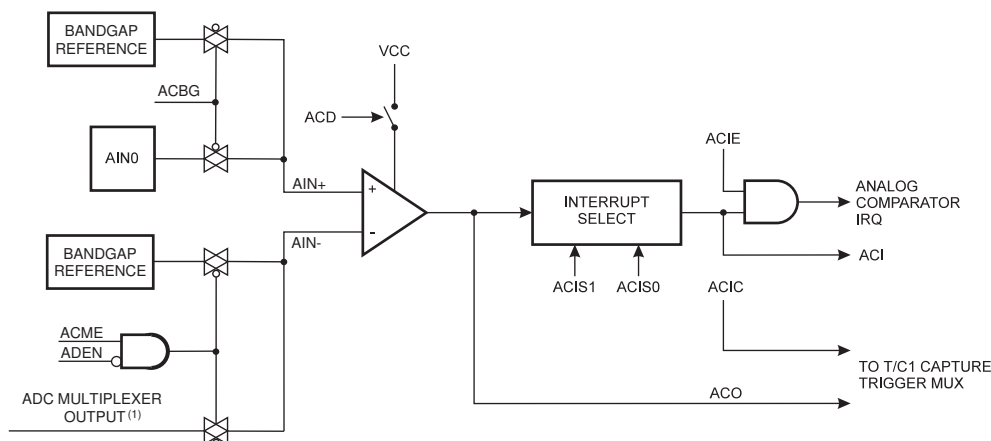 BANDGAP
REFERENCE
ACBG
AIN0
VCC
ACD
AIN+
+
AIN-
-
BANDGAP
REFERENCE
ACME
ADEN
ADC MULTIPLEXER
OUTPUT (1)
INTERRUPT
SELECT
ACIS1 ACIS0
ACIE
ANALOG
COMPARATOR
IRQ
ACI
ACIC
TO T/C1 CAPTURE
TRIGGER MUX
ACO